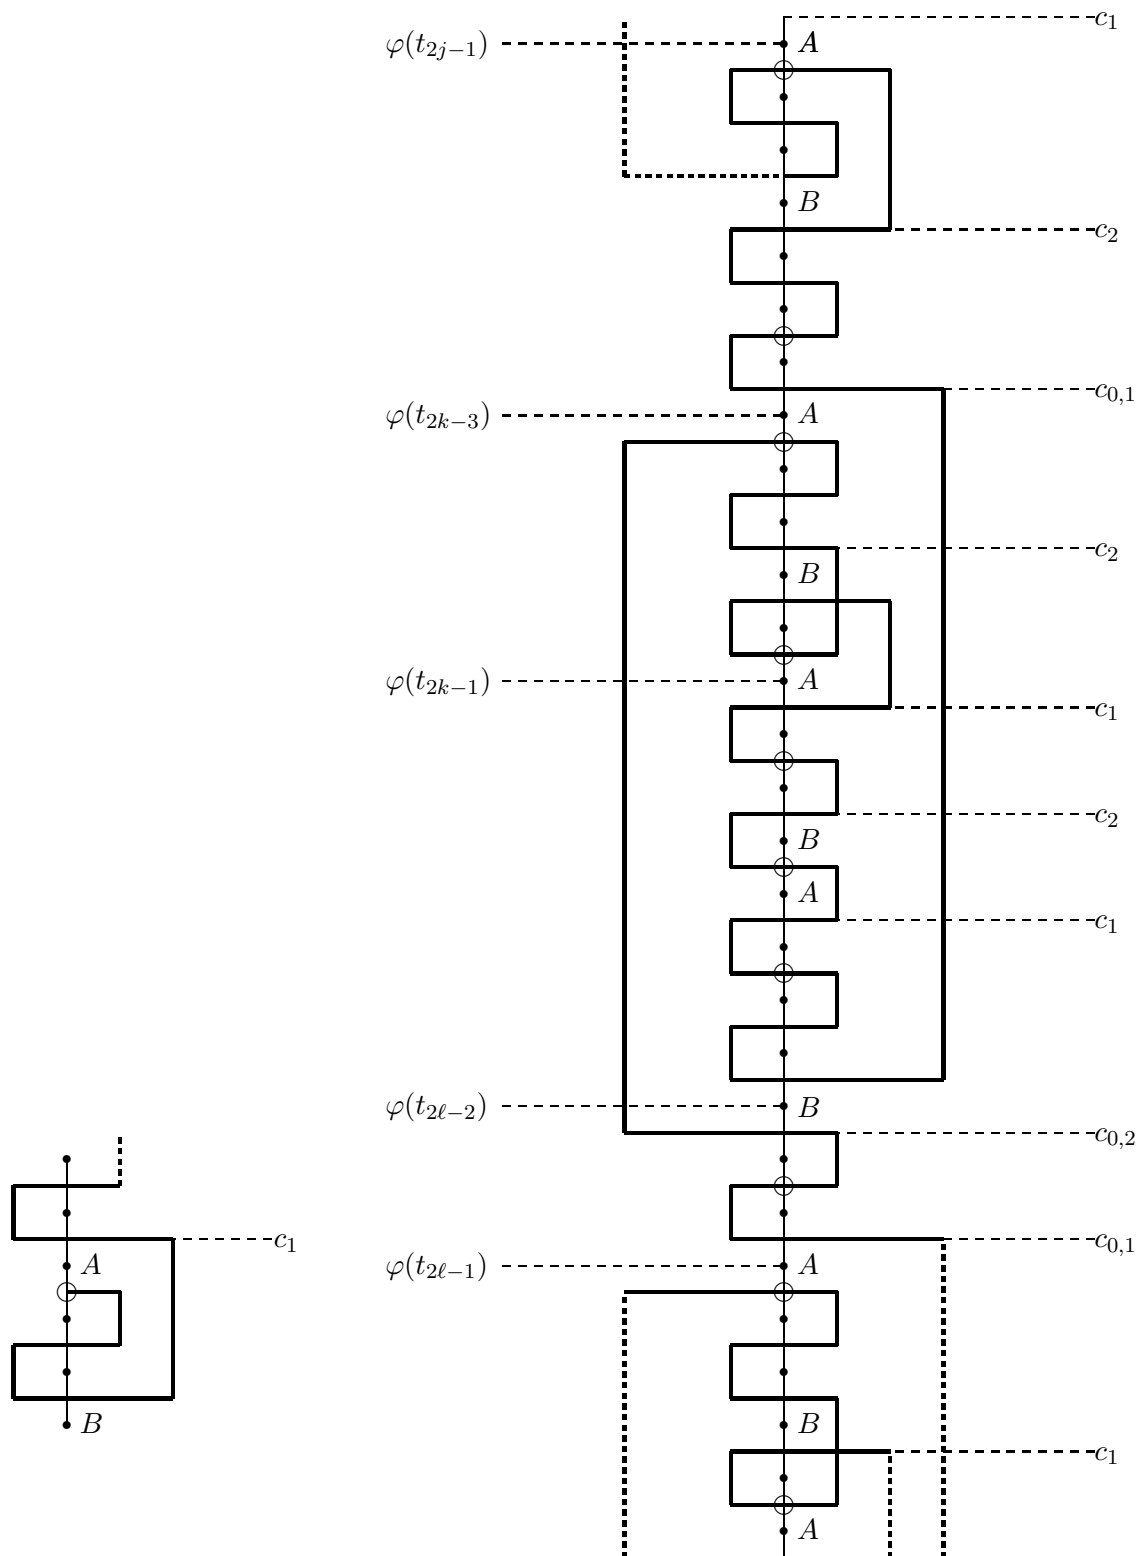 c_1
φ(t_{2j−1}) A
B
c_2
c_{0,1}
φ(t_{2k−3}) A
c_2
B
φ(t_{2k−1}) A
c_1
c_2
B
A
c_1
φ(t_{2ℓ−2}) B
c_{0,2}
c_1 c_{0,1}
A φ(t_{2ℓ−1}) A
B B
c_1
A